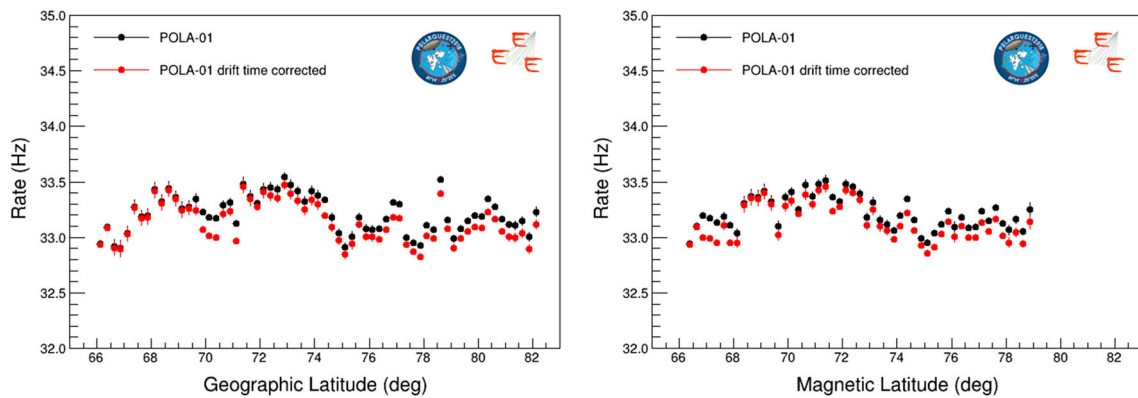 35.0
POLA-01
POLA-01 drift time corrected
34.5
34.0
33.5
33.0
32.5
32.0
Rate (Hz)
66 68 70 72 74 76 78 80 82
Geographic Latitude (deg)
POLARQUEST2018
35.0
POLA-01
POLA-01 drift time corrected
34.5
34.0
33.5
33.0
32.5
32.0
Rate (Hz)
66 68 70 72 74 76 78 80 82
Magnetic Latitude (deg)
POLARQUEST2018